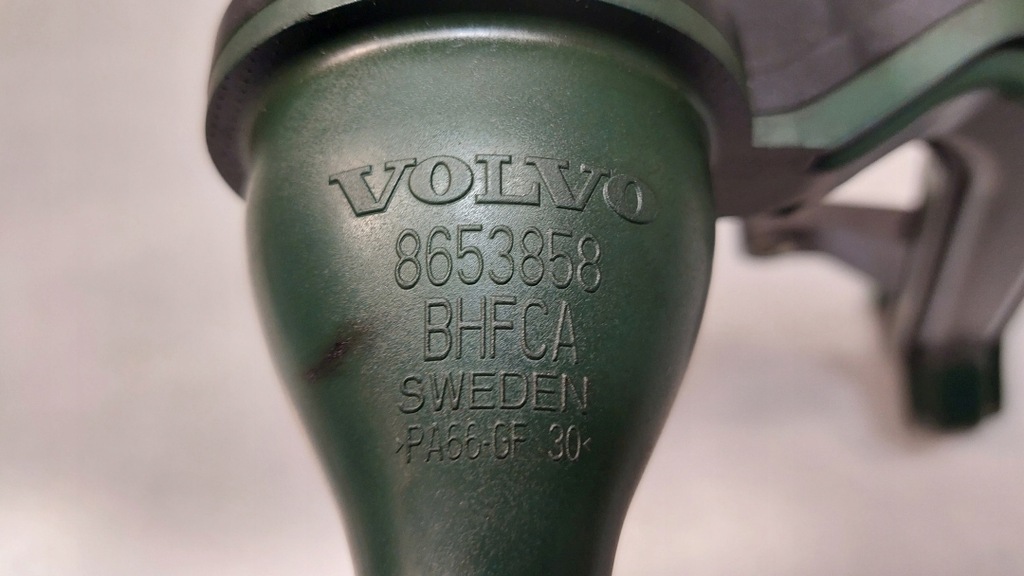 VOLVO
8653858
BHFCA
SWEDEN
>PA66-GF 30<